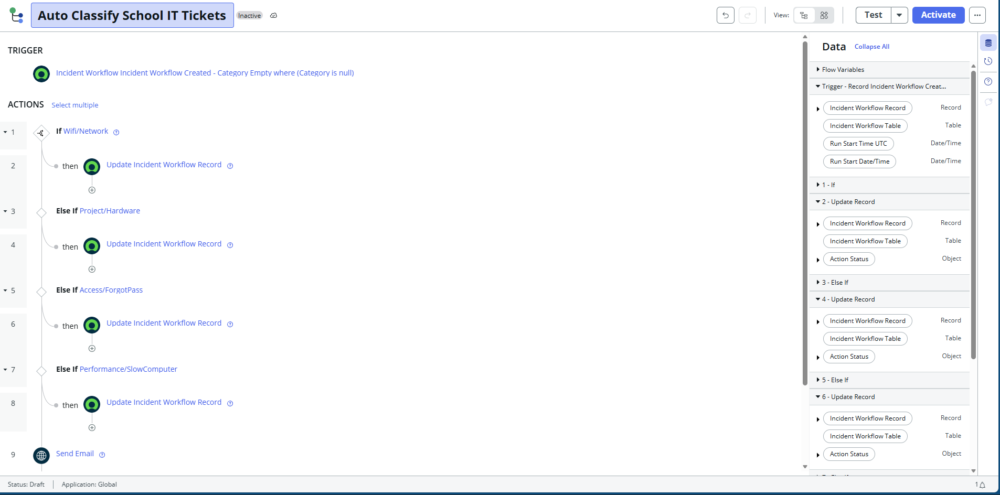 Auto Classify School IT Tickets
Inactive
View:
Test
Activate
TRIGGER
Incident Workflow Incident Workflow Created - Category Empty where (Category is null)
ACTIONS Select multiple
1 If Wifi/Network
2 then Update Incident Workflow Record
3 Else If Project/Hardware
4 then Update Incident Workflow Record
5 Else If Access/ForgotPass
6 then Update Incident Workflow Record
7 Else If Performance/SlowComputer
8 then Update Incident Workflow Record
9 Send Email
Data Collapse All
Flow Variables
Trigger - Record Incident Workflow Creat...
Incident Workflow Record Record
Incident Workflow Table Table
Run Start Time UTC Date/Time
Run Start Date/Time Date/Time
1 - If
2 - Update Record
Incident Workflow Record Record
Incident Workflow Table Table
Action Status Object
3 - Else If
4 - Update Record
Incident Workflow Record Record
Incident Workflow Table Table
Action Status Object
5 - Else If
6 - Update Record
Incident Workflow Record Record
Incident Workflow Table Table
Action Status Object
Status: Draft Application: Global
1